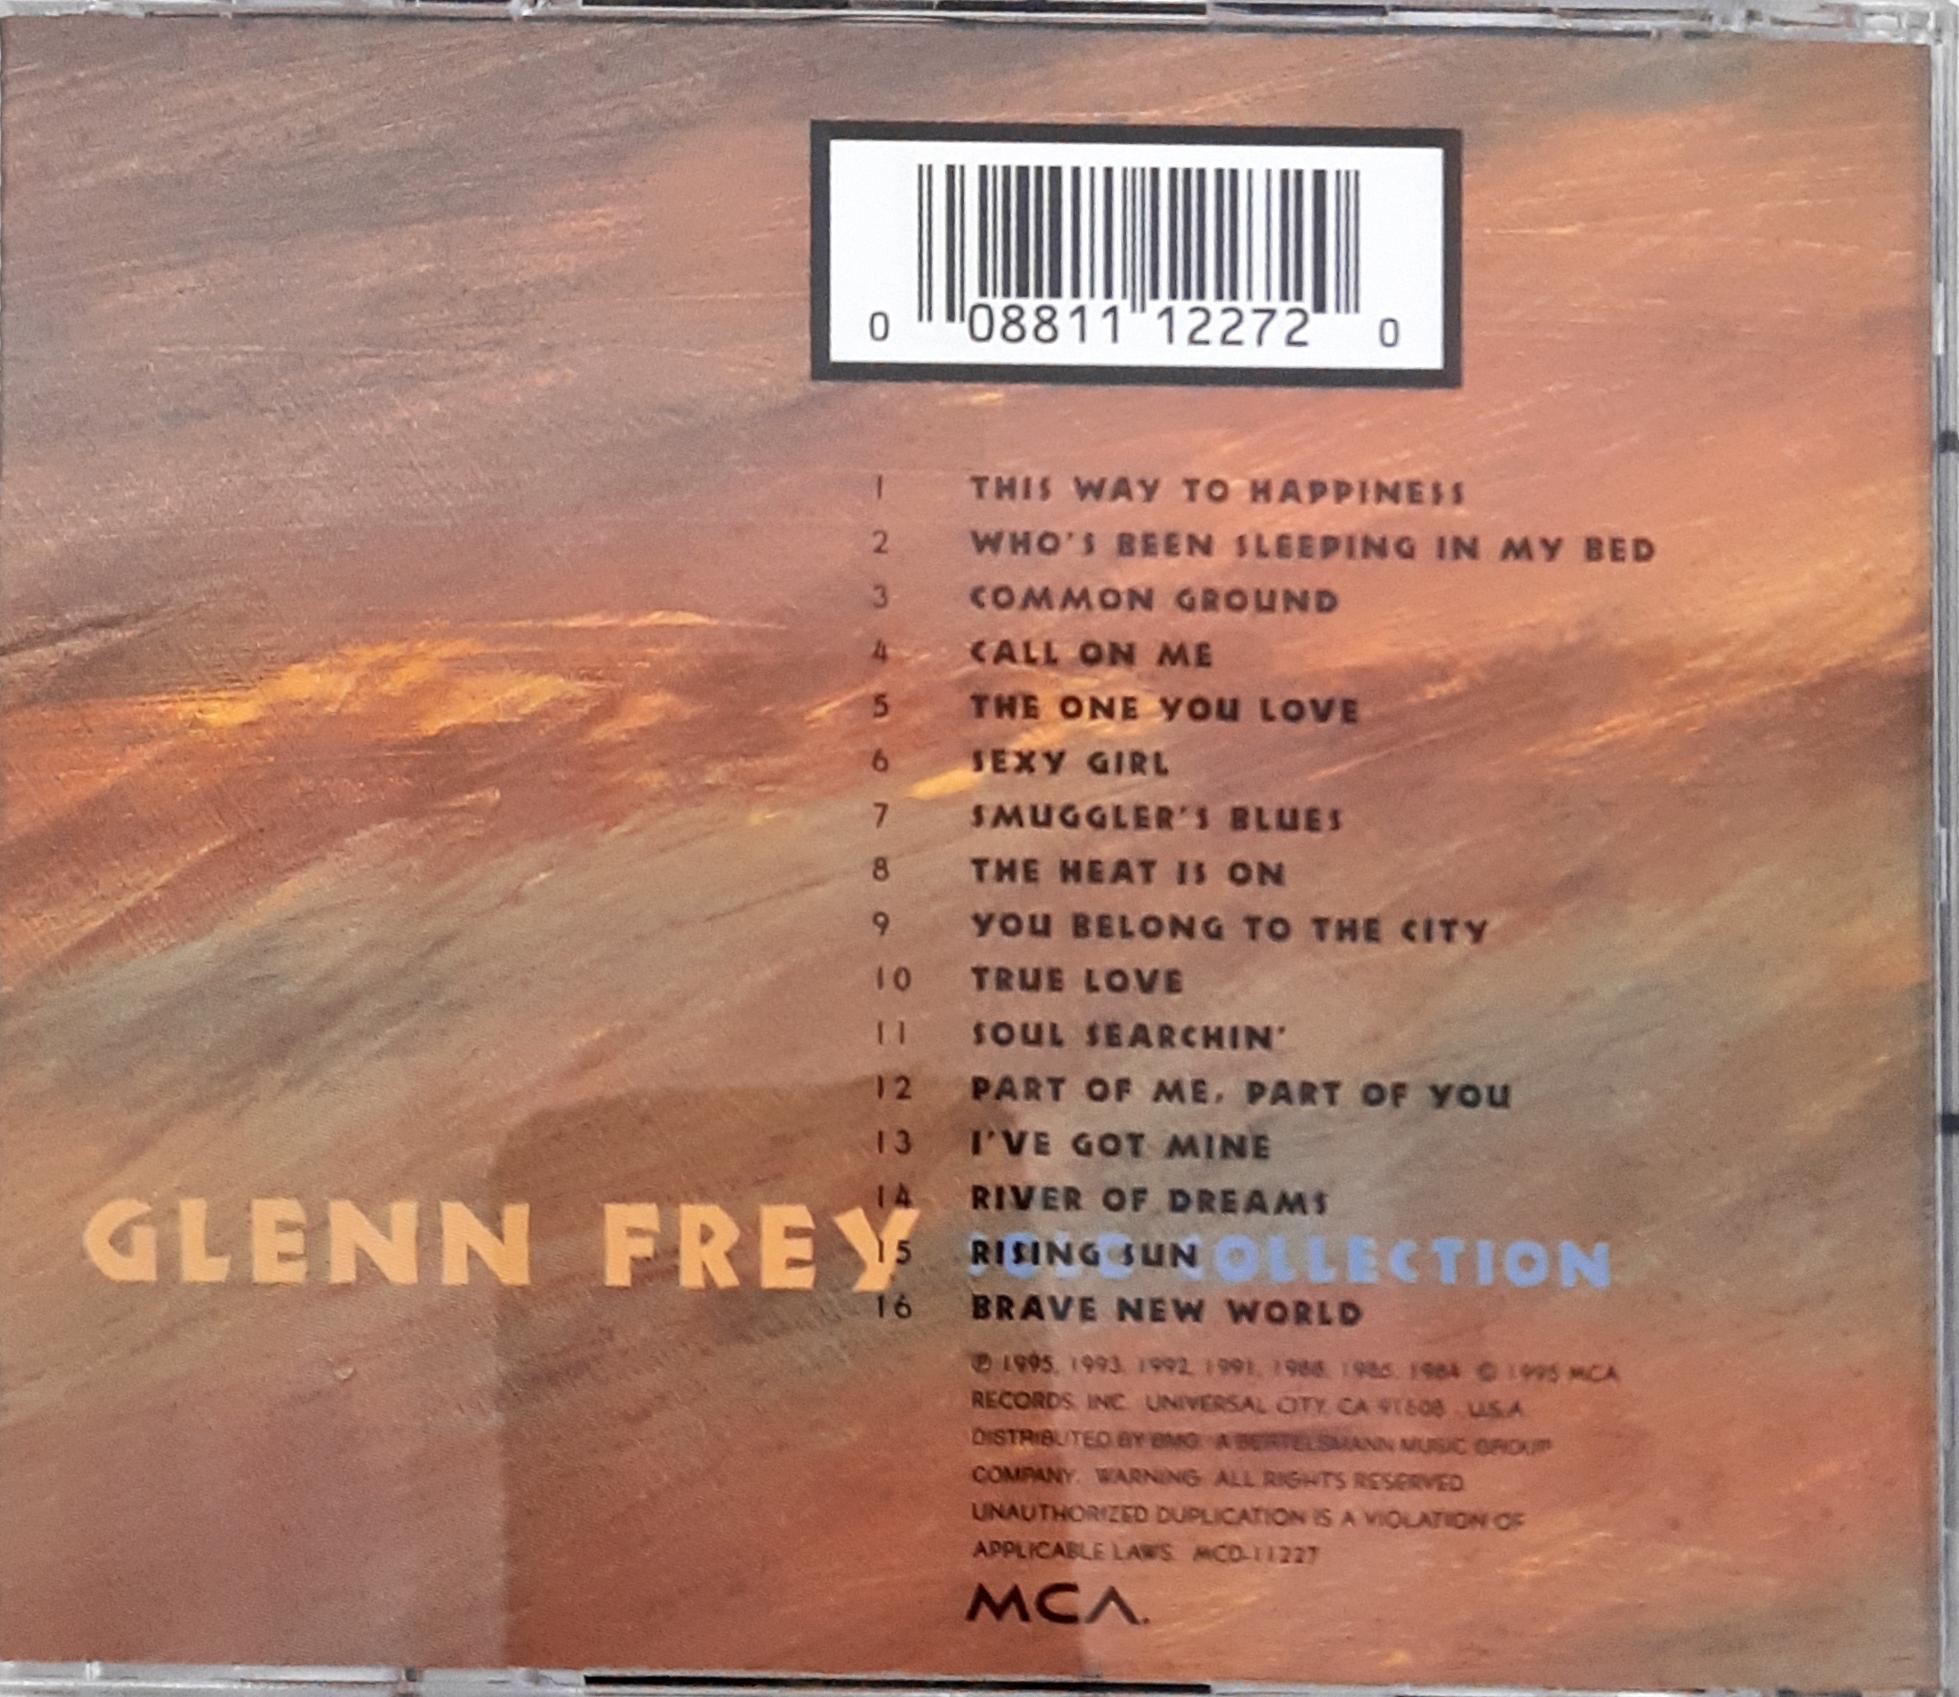 0 08811 12272 0
1 THIS WAY TO HAPPINESS
2 WHO'S BEEN SLEEPING IN MY BED
3 COMMON GROUND
4 CALL ON ME
5 THE ONE YOU LOVE
6 SEXY GIRL
7 SMUGGLER'S BLUES
8 THE HEAT IS ON
9 YOU BELONG TO THE CITY
10 TRUE LOVE
11 SOUL SEARCHIN'
12 PART OF ME, PART OF YOU
13 I'VE GOT MINE
14 RIVER OF DREAMS
GLENN FREY SOLO COLLECTION
15 RISING SUN
16 BRAVE NEW WORLD
℗ 1995, 1993, 1992, 1991, 1988, 1985, 1984 © 1995 MCA
RECORDS, INC. UNIVERSAL CITY, CA 91608 U.S.A.
DISTRIBUTED BY BMG. A BERTELSMANN MUSIC GROUP
COMPANY. WARNING: ALL RIGHTS RESERVED.
UNAUTHORIZED DUPLICATION IS A VIOLATION OF
APPLICABLE LAWS. MCD-11227
MCA.